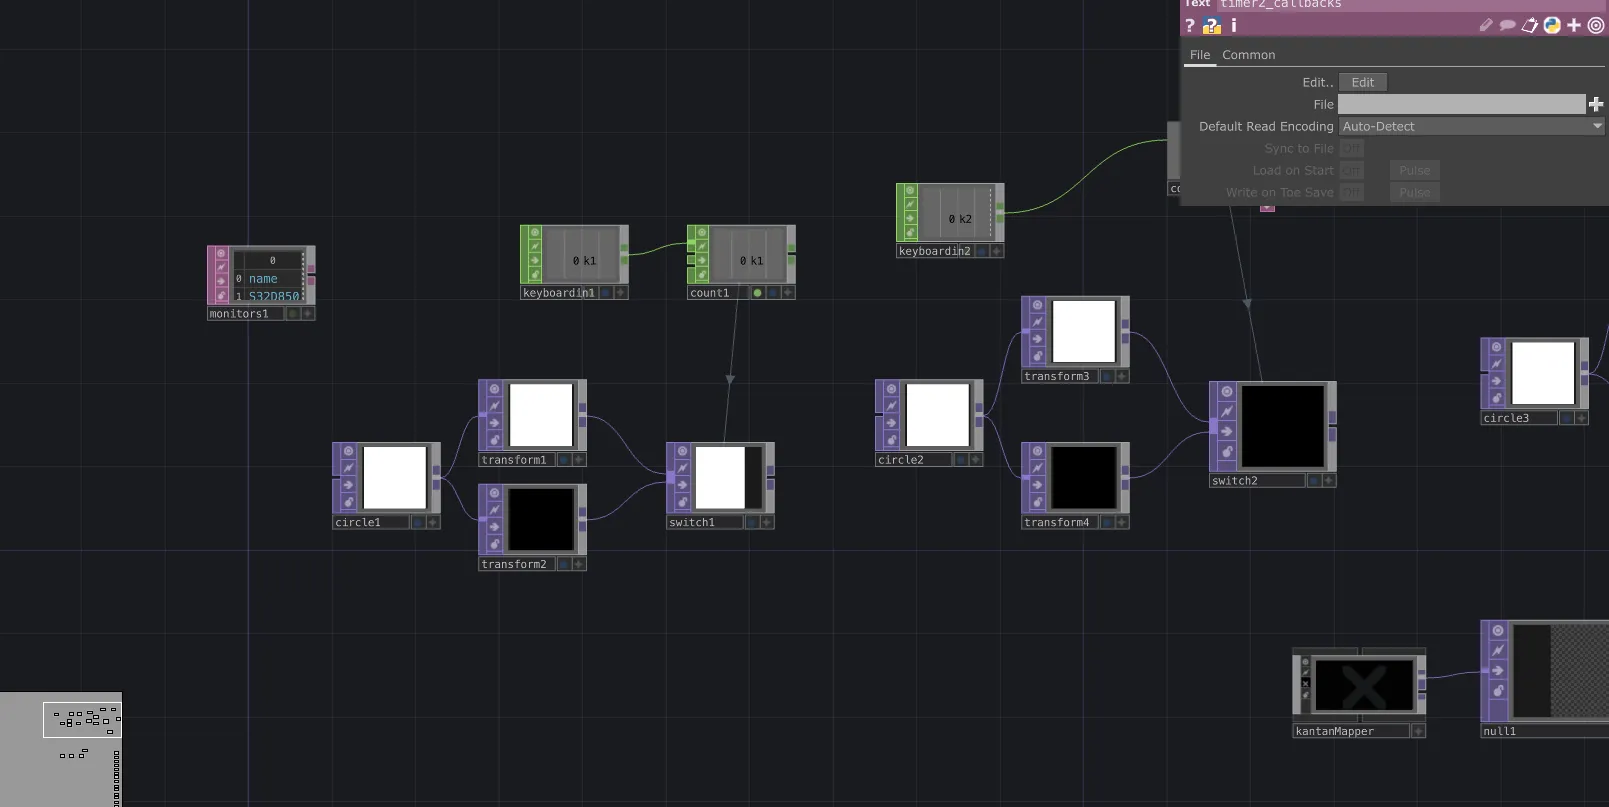 Text timer2_callbacks
? ? i
File Common
Edit.. Edit
File
Default Read Encoding Auto-Detect
Sync to File Off
Load on Start Off Pulse
Write on Toe Save Off Pulse
co
0 k2
keyboardin2
0 k1
keyboardin1
0 k1
count1
0
0 name
1 S32D850
monitors1
transform3
circle3
transform1
circle2
switch2
circle1
switch1
transform4
transform2
kantanMapper
null1